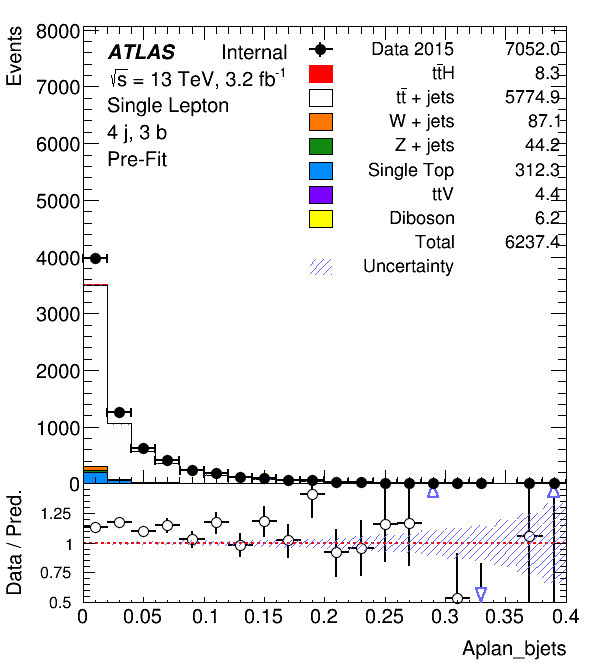 Events
8000
7000
6000
5000
4000
3000
2000
1000
0
ATLAS Internal
√s = 13 TeV, 3.2 fb⁻¹
Single Lepton
4 j, 3 b
Pre-Fit
Data 2015 7052.0
tt̄H 8.3
tt̄ + jets 5774.9
W + jets 87.1
Z + jets 44.2
Single Top 312.3
ttV 4.4
Diboson 6.2
Total 6237.4
Uncertainty
Data / Pred.
1.25
1
0.75
0.5
0 0.05 0.1 0.15 0.2 0.25 0.3 0.35 0.4
Aplan_bjets